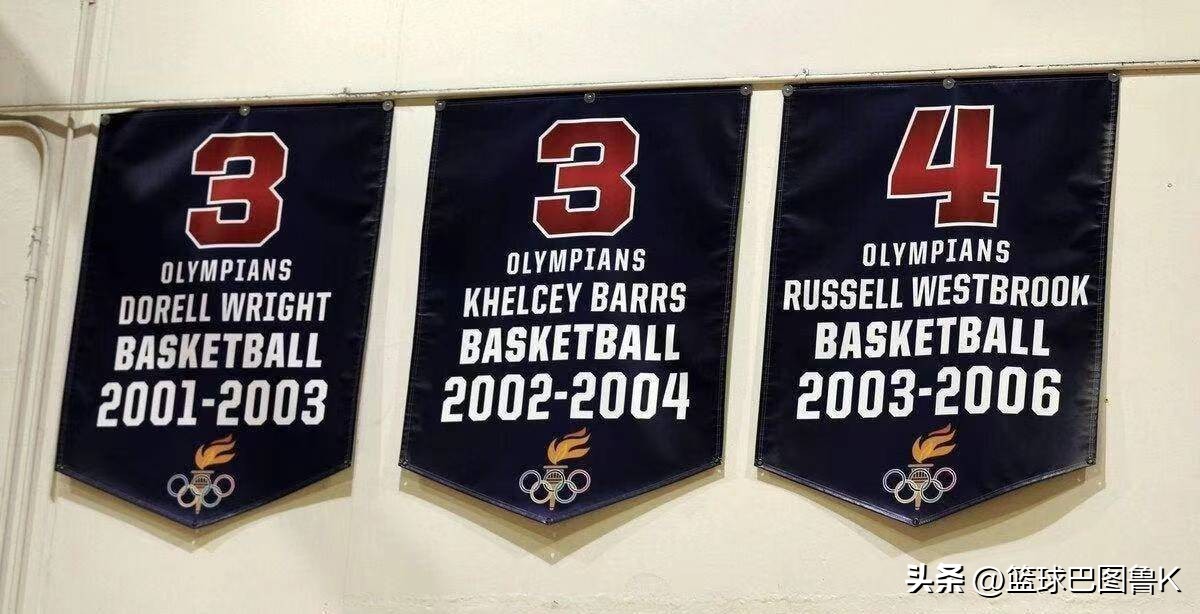 3
OLYMPIANS
DORELL WRIGHT
BASKETBALL
2001-2003
3
OLYMPIANS
KHELCEY BARRS
BASKETBALL
2002-2004
4
OLYMPIANS
RUSSELL WESTBROOK
BASKETBALL
2003-2006
头条 @篮球巴图鲁K